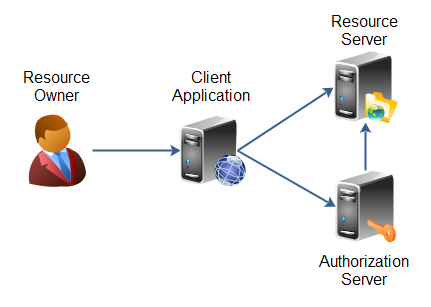 Resource
Server
Resource
Owner
Client
Application
Authorization
Server